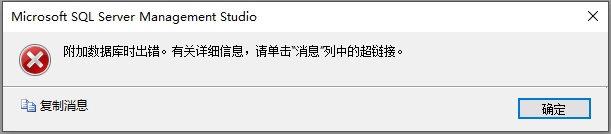 Microsoft SQL Server Management Studio
附加数据库时出错。有关详细信息，请单击“消息”列中的超链接。
复制消息
确定